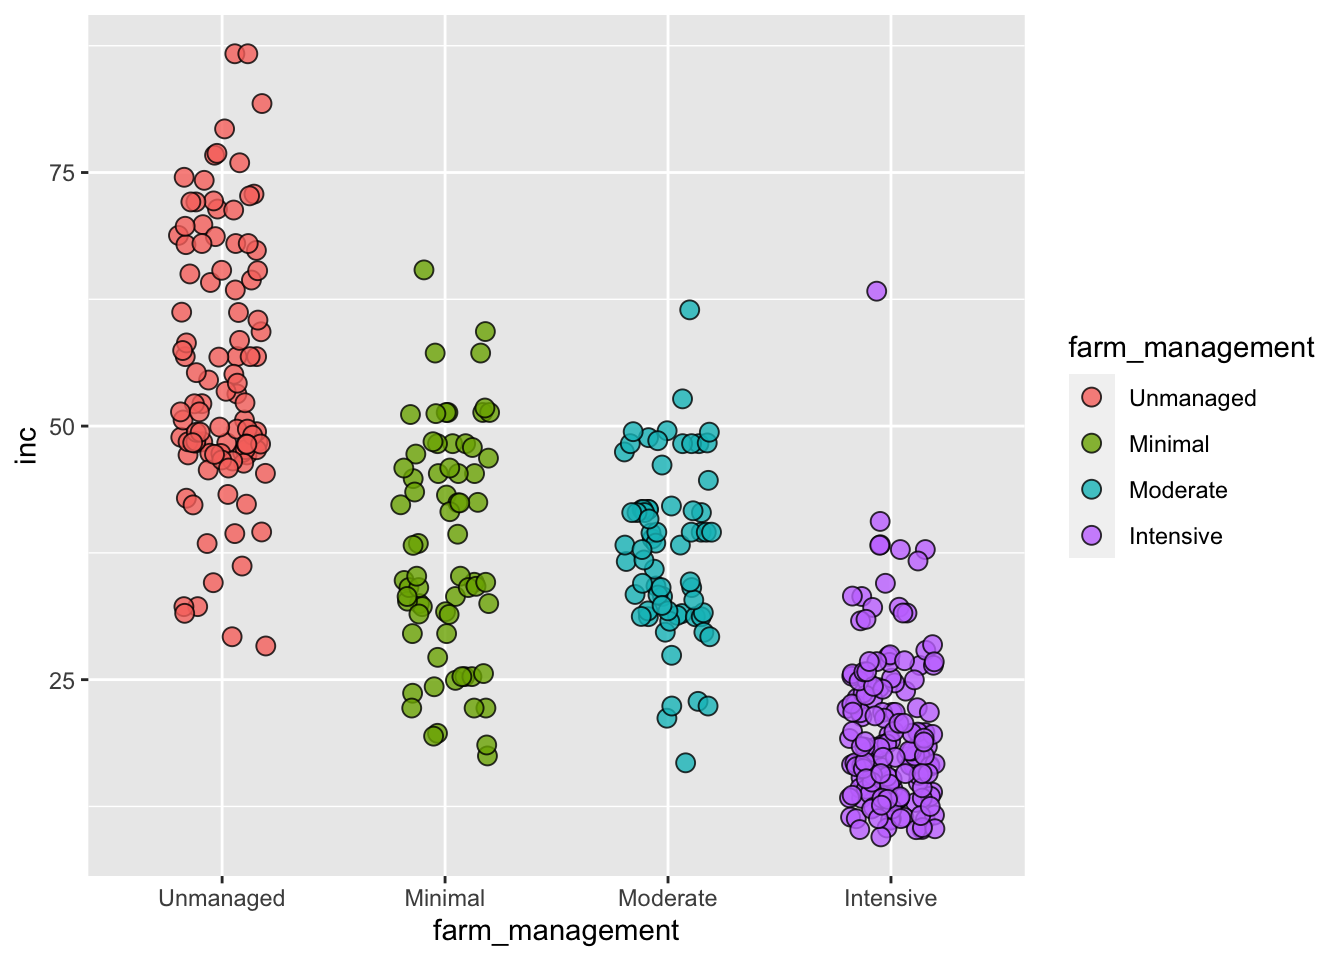 inc
75
50
25
Unmanaged
Minimal
Moderate
Intensive
farm_management
farm_management
Unmanaged
Minimal
Moderate
Intensive